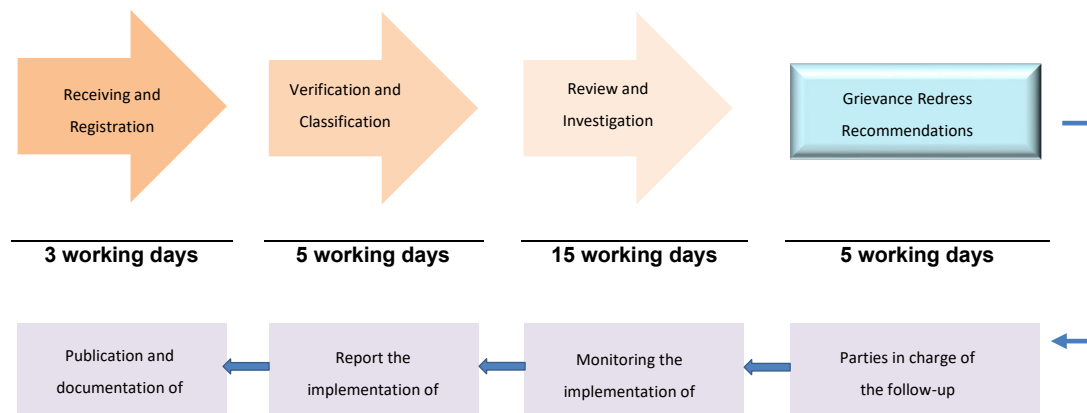 Receiving and
Registration
Verification and
Classification
Review and
Investigation
Grievance Redress
Recommendations
3 working days
5 working days
15 working days
5 working days
Publication and
documentation of
Report the
implementation of
Monitoring the
implementation of
Parties in charge of
the follow-up